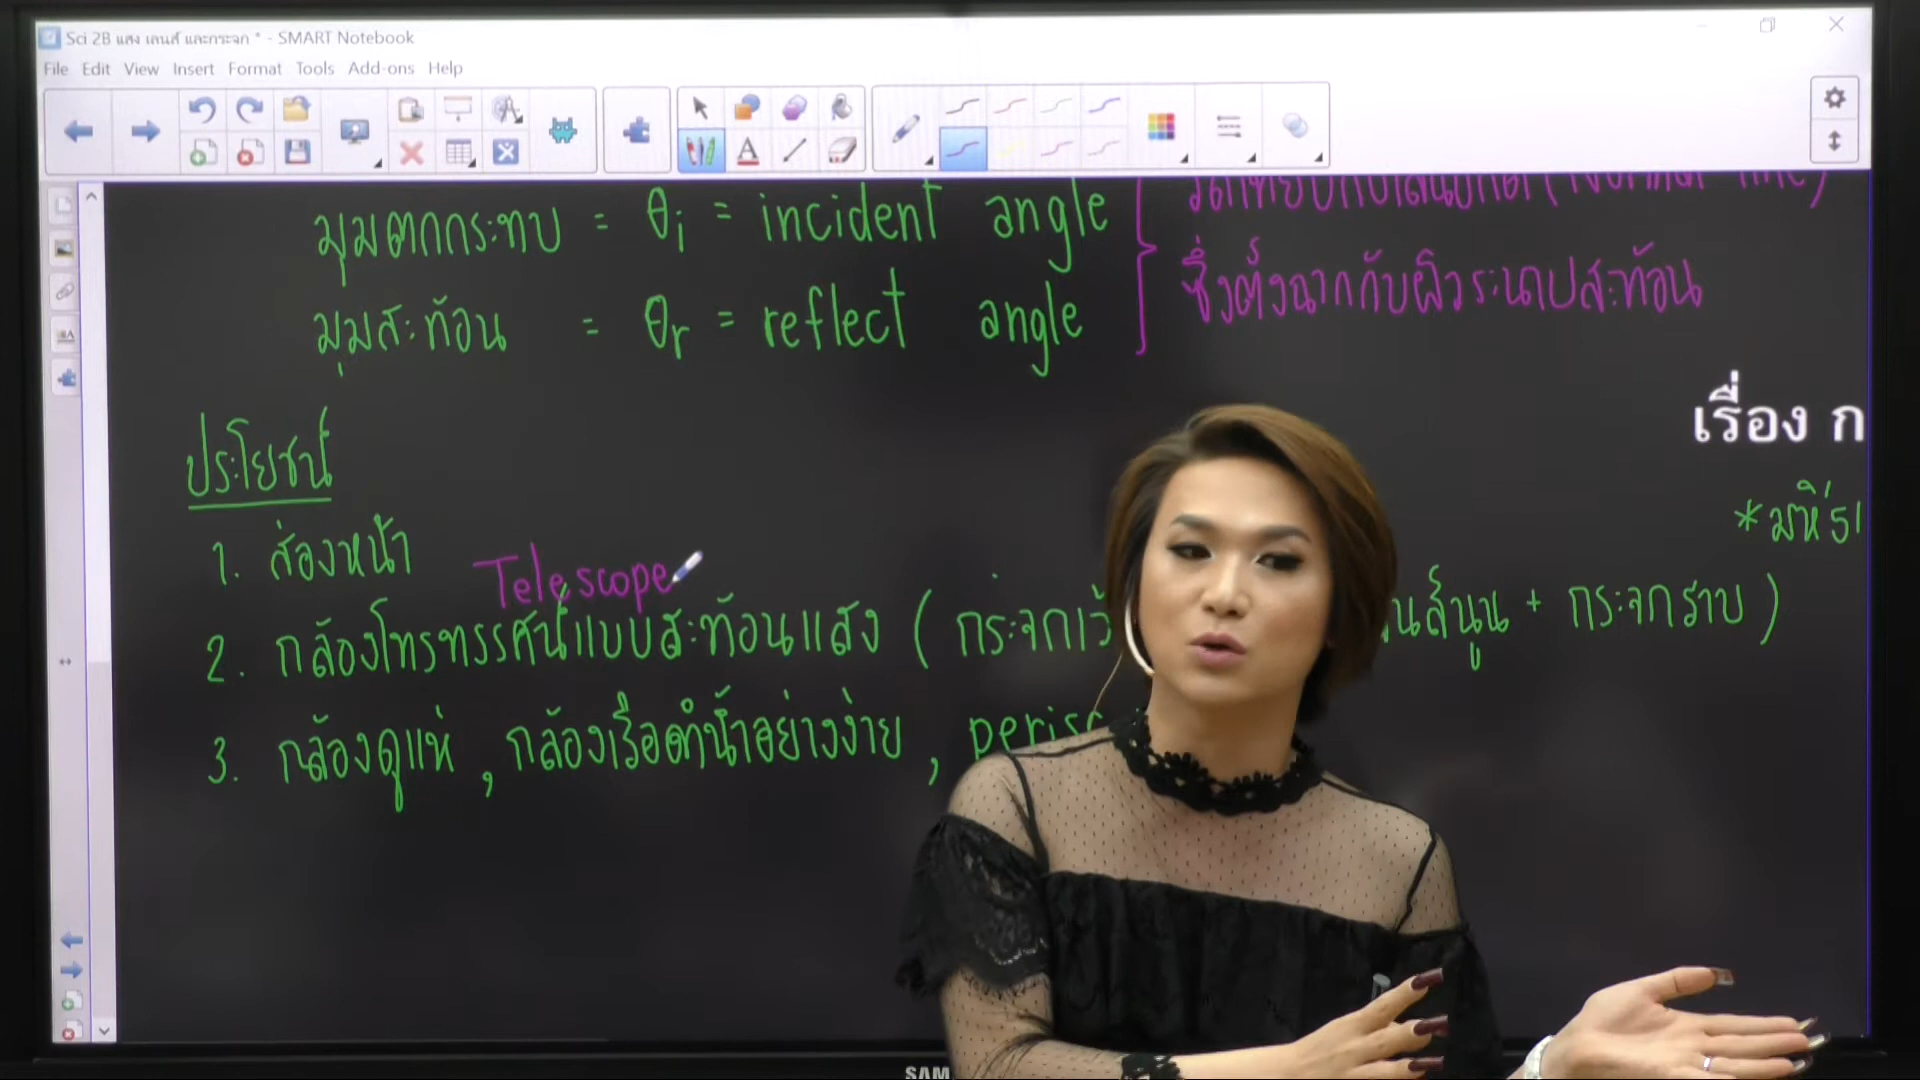 Sci 2B แสง เลนส์ และกระจก * - SMART Notebook
File Edit View Insert Format Tools Add-ons Help
มุมตกกระทบ = θi = incident angle
มุมสะท้อน = θr = reflect angle
ซึ่งตั้งฉากกับผิวระนาบสะท้อน
เรื่อง ก
ประโยชน์
1. ส่องหน้า
Telescope
2. กล้องโทรทรรศน์แบบสะท้อนแสง ( กระจกเว้ นส์นูน + กระจกราบ )
3. กล้องดูแห่ , กล้องเรือดำน้ำอย่างง่าย , perisc
SAM